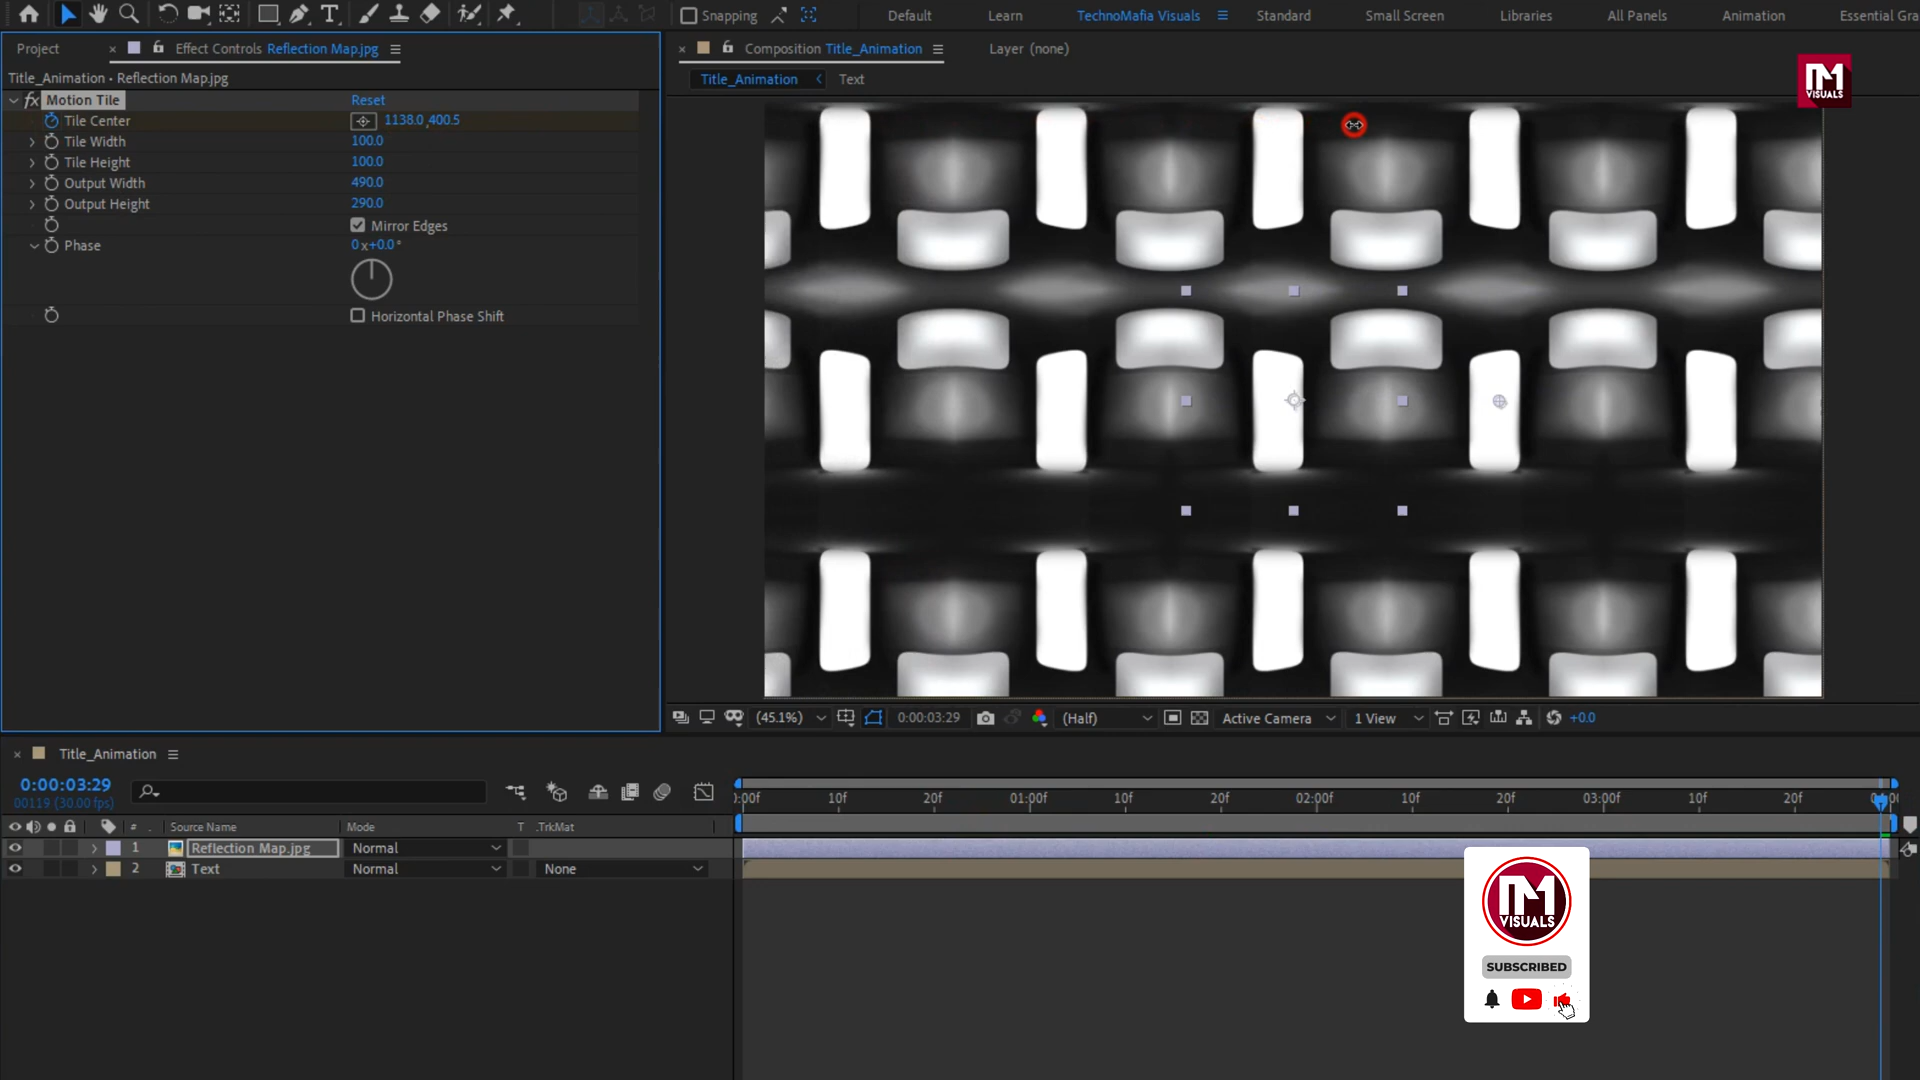 Snapping
Default
Learn
TechnoMafia Visuals
Standard
Small Screen
Libraries
All Panels
Animation
Essential Gra
Project
Effect Controls Reflection Map.jpg
Composition Title_Animation
Layer (none)
Title_Animation • Reflection Map.jpg
Title_Animation
Text
VISUALS
fx Motion Tile
Reset
Tile Center
1138.0,400.5
Tile Width
100.0
Tile Height
100.0
Output Width
490.0
Output Height
290.0
Mirror Edges
Phase
0x+0.0°
Horizontal Phase Shift
(45.1%)
0:00:03:29
(Half)
Active Camera
1 View
+0.0
Title_Animation
0:00:03:29
00119 (30.00 fps)
:00f
10f
20f
01:00f
10f
20f
02:00f
10f
20f
03:00f
10f
20f
# Source Name
Mode
T .TrkMat
1 Reflection Map.jpg
Normal
2 Text
Normal
None
VISUALS
SUBSCRIBED